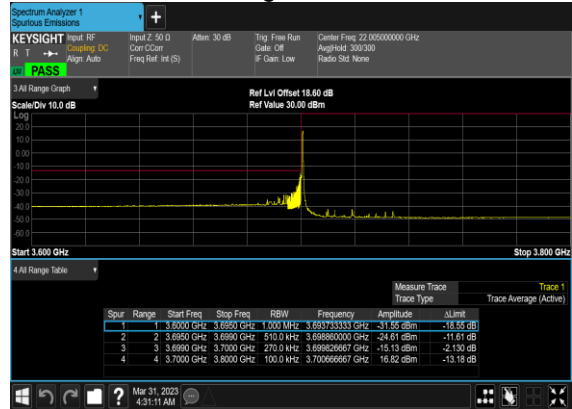 Spectrum Analyzer 1
Spurious Emissions
+
KEYSIGHT Input: RF Input Z: 50 Ω Atten: 30 dB Trig: Free Run Center Freq: 22.005000000 GHz
R T Coupling: DC Corr CCorr Gate: Off Avg|Hold: 300/300
Align: Auto Freq Ref: Int (S) IF Gain: Low Radio Std: None
PASS
3 All Range Graph
Ref Lvl Offset 18.60 dB
Scale/Div 10.0 dB Ref Value 30.00 dBm
Log
20.0
10.0
0.00
-10.0
-20.0
-30.0
-40.0
-50.0
-60.0
Start 3.600 GHz Stop 3.800 GHz
4 All Range Table
Measure Trace Trace 1
Trace Type Trace Average (Active)
Spur Range Start Freq Stop Freq RBW Frequency Amplitude ΔLimit
1 1 3.6000 GHz 3.6950 GHz 1.000 MHz 3.693733333 GHz -31.55 dBm -18.55 dB
2 2 3.6950 GHz 3.6990 GHz 510.0 kHz 3.698860000 GHz -24.61 dBm -11.61 dB
3 3 3.6990 GHz 3.7000 GHz 270.0 kHz 3.699826667 GHz -15.13 dBm -2.130 dB
4 4 3.7000 GHz 3.8000 GHz 100.0 kHz 3.700666667 GHz 16.82 dBm -13.18 dB
? Mar 31, 2023
4:31:11 AM